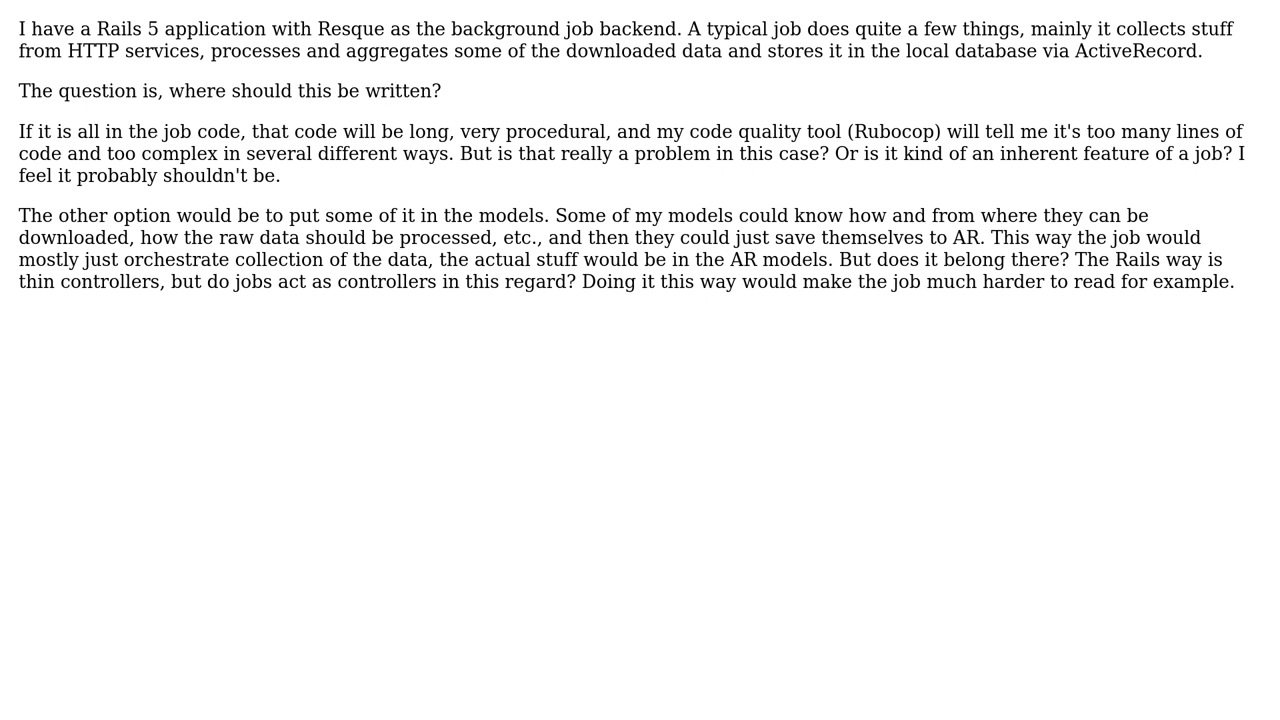 I have a Rails 5 application with Resque as the background job backend. A typical job does quite a few things, mainly it collects stuff
from HTTP services, processes and aggregates some of the downloaded data and stores it in the local database via ActiveRecord.
The question is, where should this be written?
If it is all in the job code, that code will be long, very procedural, and my code quality tool (Rubocop) will tell me it's too many lines of
code and too complex in several different ways. But is that really a problem in this case? Or is it kind of an inherent feature of a job? I
feel it probably shouldn't be.
The other option would be to put some of it in the models. Some of my models could know how and from where they can be
downloaded, how the raw data should be processed, etc., and then they could just save themselves to AR. This way the job would
mostly just orchestrate collection of the data, the actual stuff would be in the AR models. But does it belong there? The Rails way is
thin controllers, but do jobs act as controllers in this regard? Doing it this way would make the job much harder to read for example.